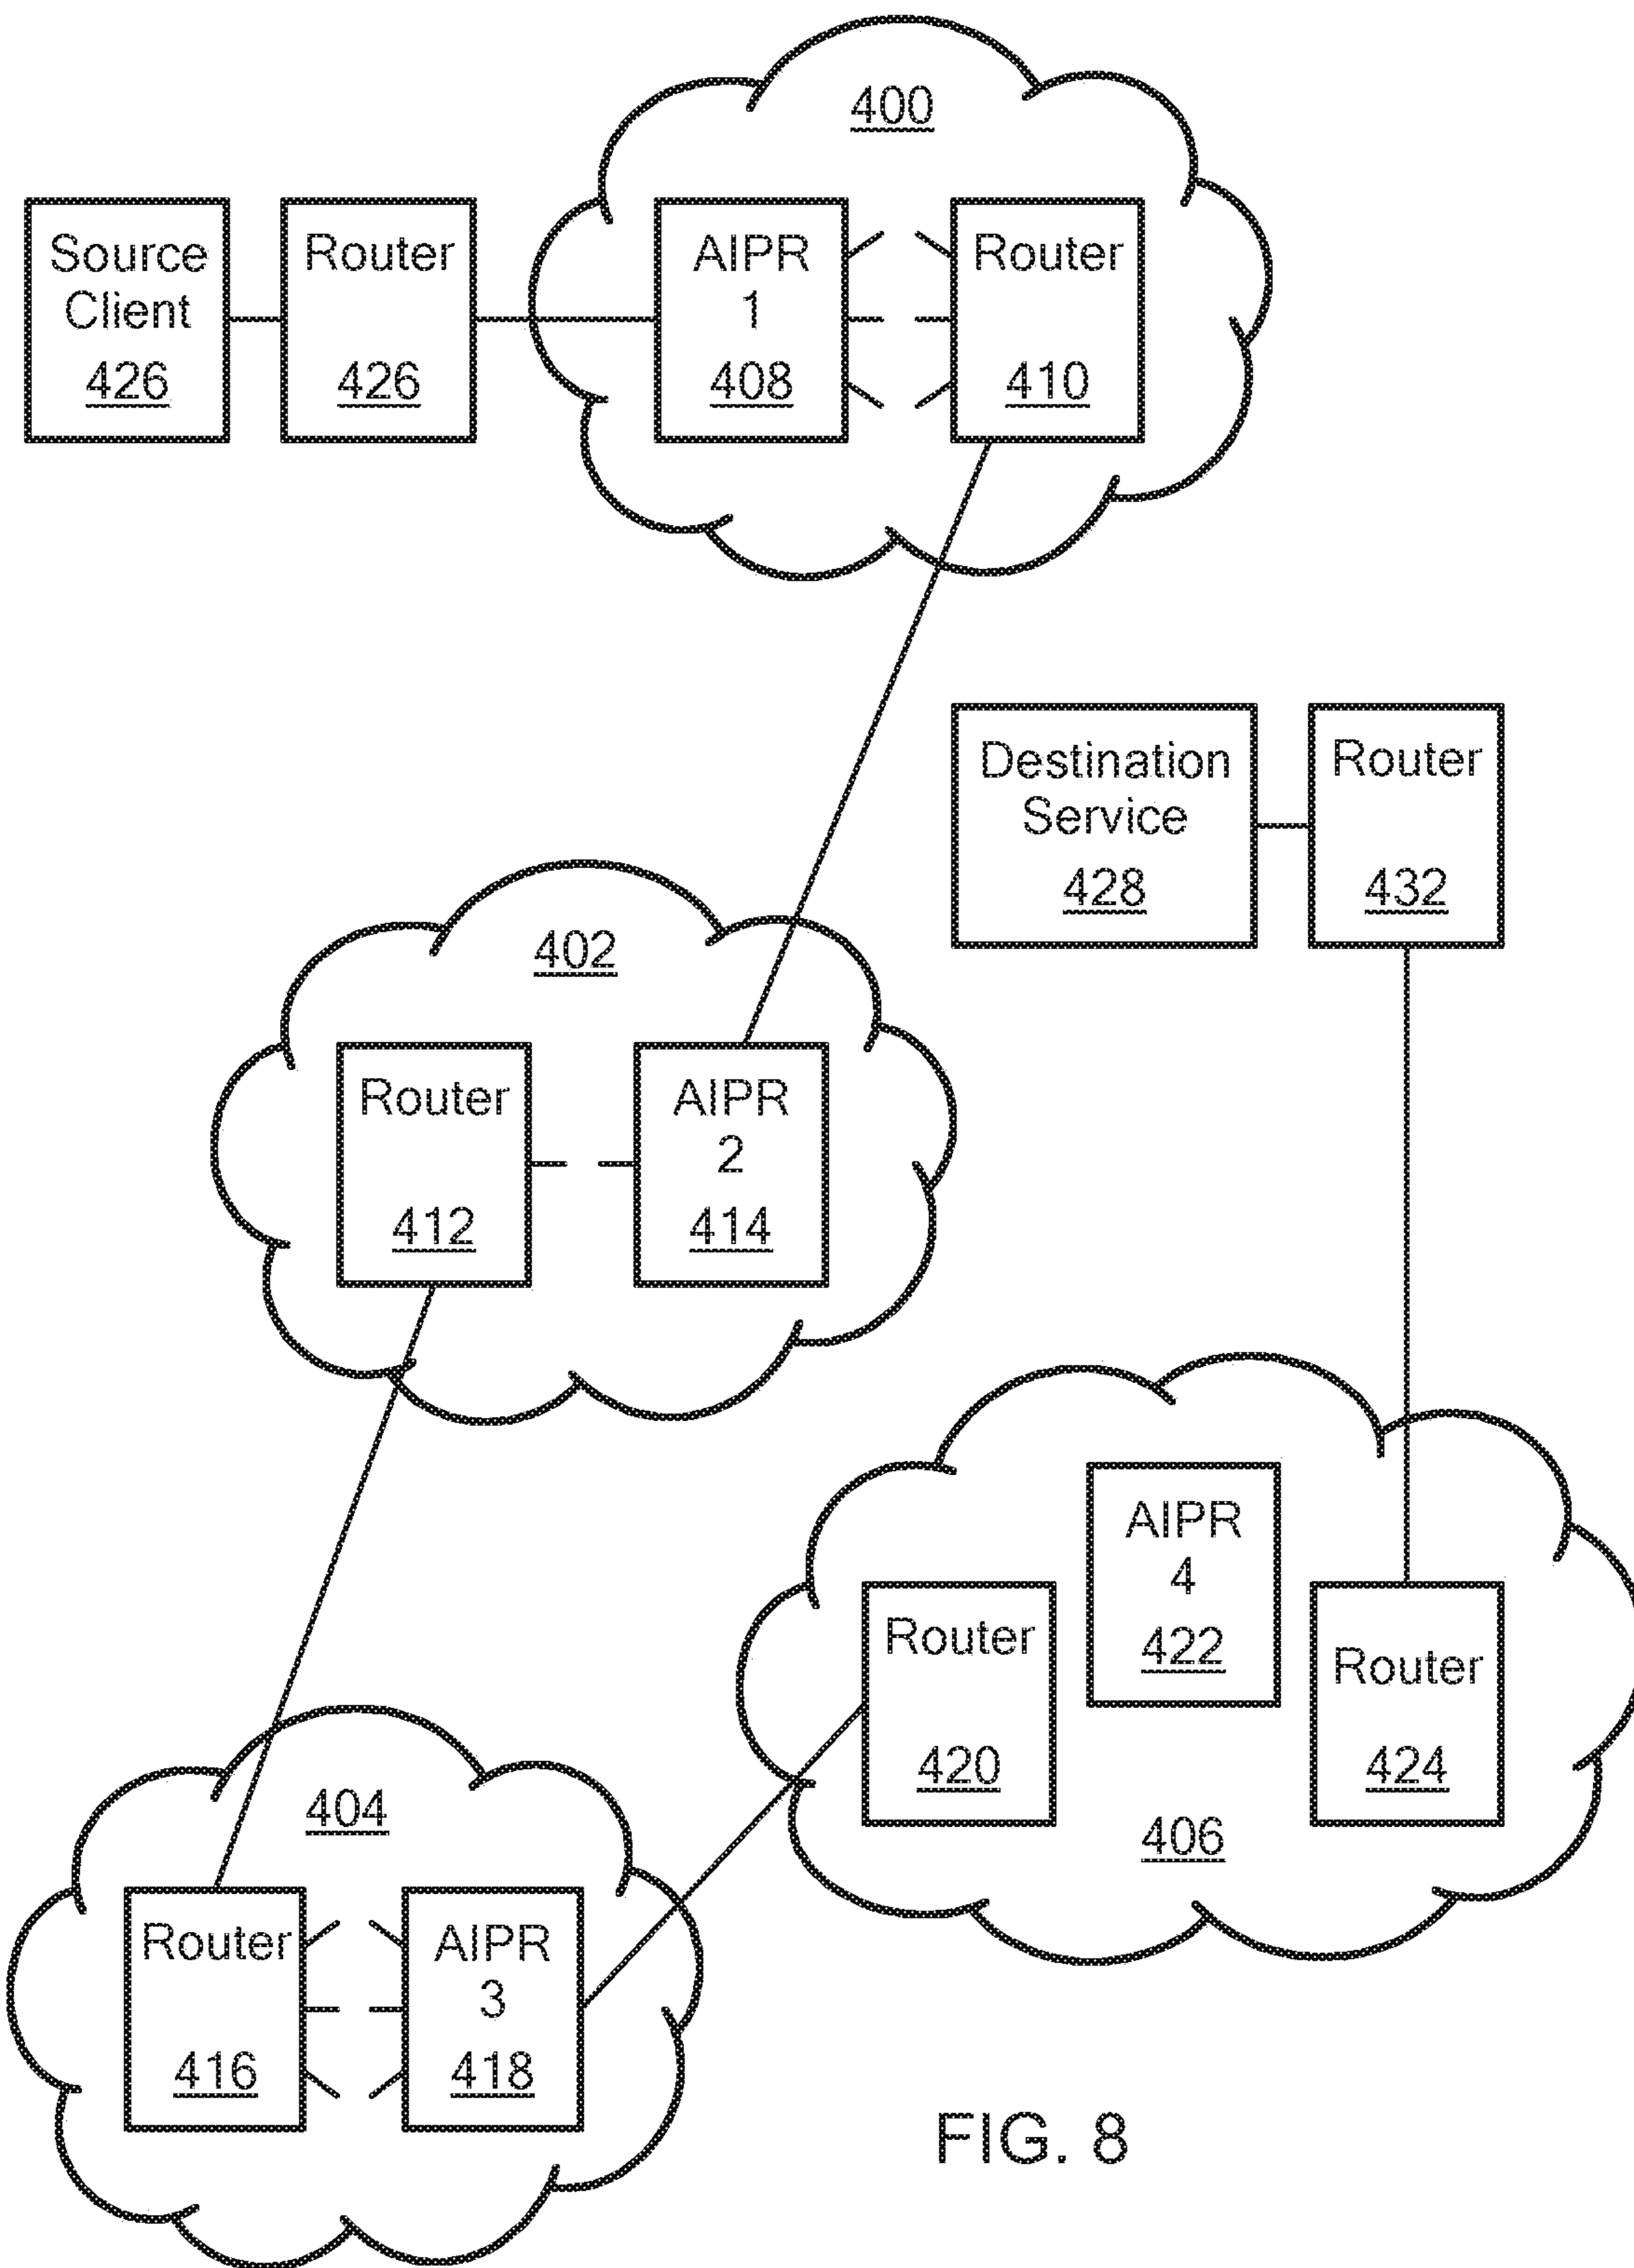 400
Source
Client
426
Router
426
AIPR
1
408
Router
410
Destination
Service
428
Router
432
402
Router
412
AIPR
2
414
AIPR
4
422
Router
420
Router
424
406
404
Router
416
AIPR
3
418
FIG. 8